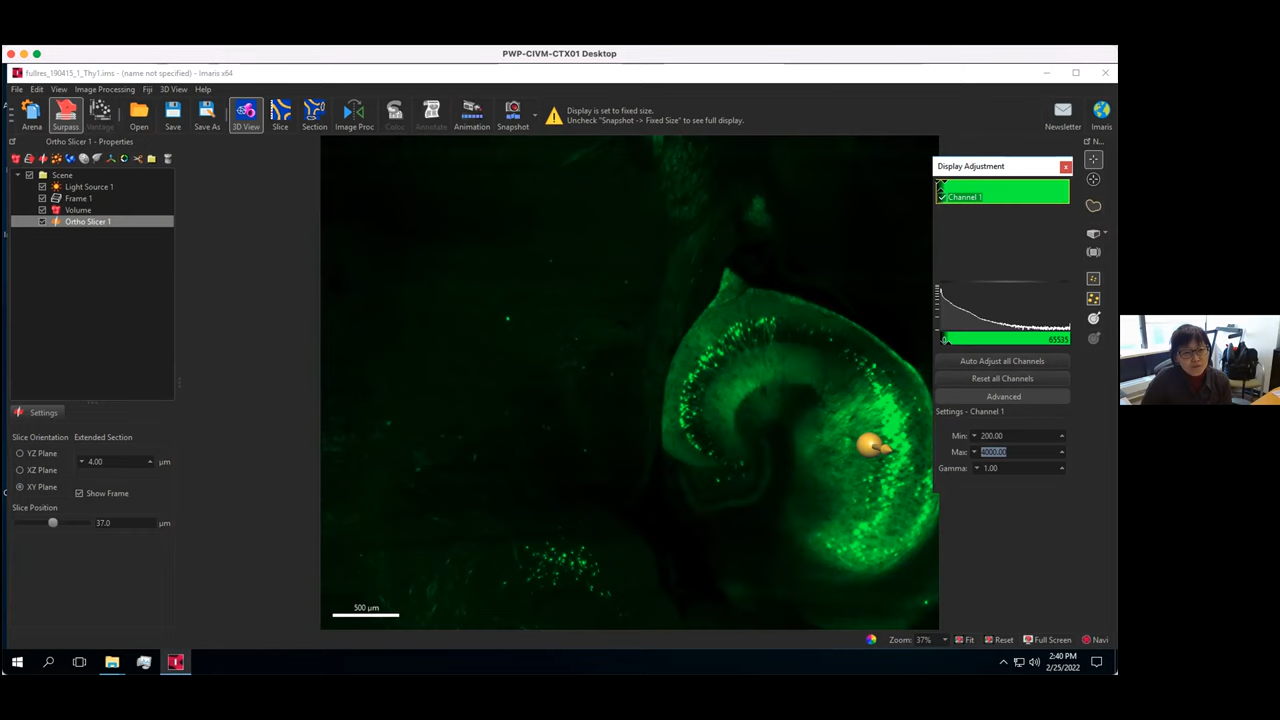 PWP-CIVM-CTX01 Desktop
fullres_190415_1_Thy1.ims - (name not specified) - Imaris x64
File Edit View Image Processing Fiji 3D View Help
Arena Surpass Vantage Open Save Save As 3D View Slice Section Image Proc Coloc Annotate Animation Snapshot
Display is set to fixed size.
Uncheck "Snapshot -> Fixed Size" to see full display.
Newsletter Imaris
Ortho Slicer 1 - Properties
N...
Scene
Light Source 1
Frame 1
Volume
Ortho Slicer 1
Display Adjustment
Channel 1
0 65535
Auto Adjust all Channels
Reset all Channels
Advanced
Settings - Channel 1
Min: 200.00
Max: 4000.00
Gamma: 1.00
Settings
Slice Orientation Extended Section
YZ Plane
4.00 µm
XZ Plane
XY Plane
Show Frame
Slice Position
37.0 µm
500 µm
Zoom: 37% Fit Reset Full Screen Navi
2:40 PM
2/25/2022